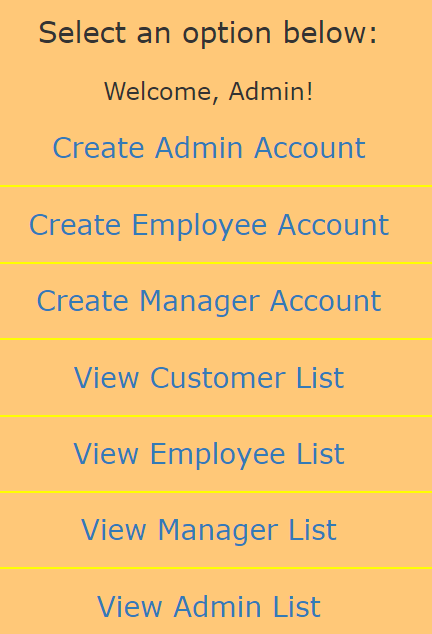 Select an option below:
Welcome, Admin!
Create Admin Account
Create Employee Account
Create Manager Account
View Customer List
View Employee List
View Manager List
View Admin List